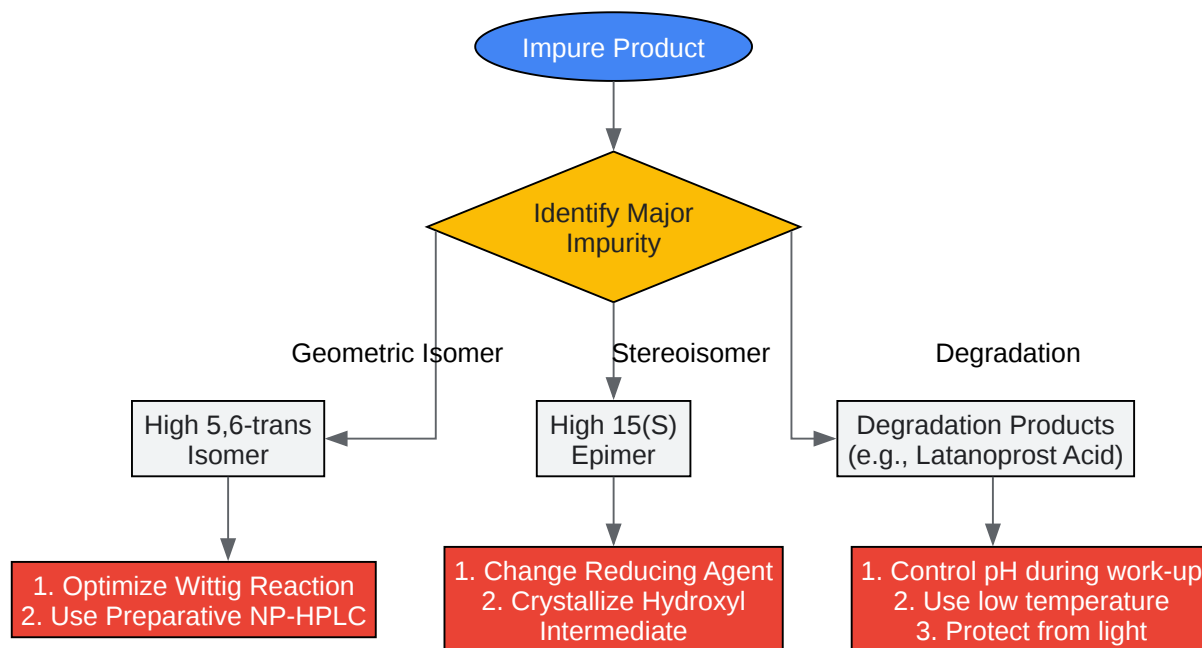 Impure Product
Identify Major
Impurity
Geometric Isomer
Stereoisomer
Degradation
High 5,6-trans
Isomer
High 15(S)
Epimer
Degradation Products
(e.g., Latanoprost Acid)
1. Optimize Wittig Reaction
2. Use Preparative NP-HPLC
1. Change Reducing Agent
2. Crystallize Hydroxyl
Intermediate
1. Control pH during work-up
2. Use low temperature
3. Protect from light